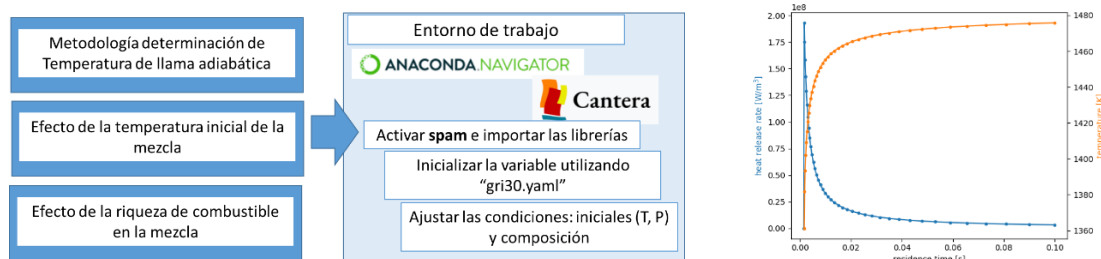 Metodología determinación de
Temperatura de llama adiabática
Efecto de la temperatura inicial de la
mezcla
Efecto de la riqueza de combustible
en la mezcla
Entorno de trabajo
ANACONDA.NAVIGATOR
Cantera
Activar spam e importar las librerías
Inicializar la variable utilizando
“gri30.yaml”
Ajustar las condiciones: iniciales (T, P)
y composición
1e8
2.00
1.75
1.50
1.25
1.00
0.75
0.50
0.25
0.00
heat release rate [W/m³]
0.00 0.02 0.04 0.06 0.08 0.10
residence time [s]
1480
1460
1440
1420
1400
1380
1360
temperature [K]